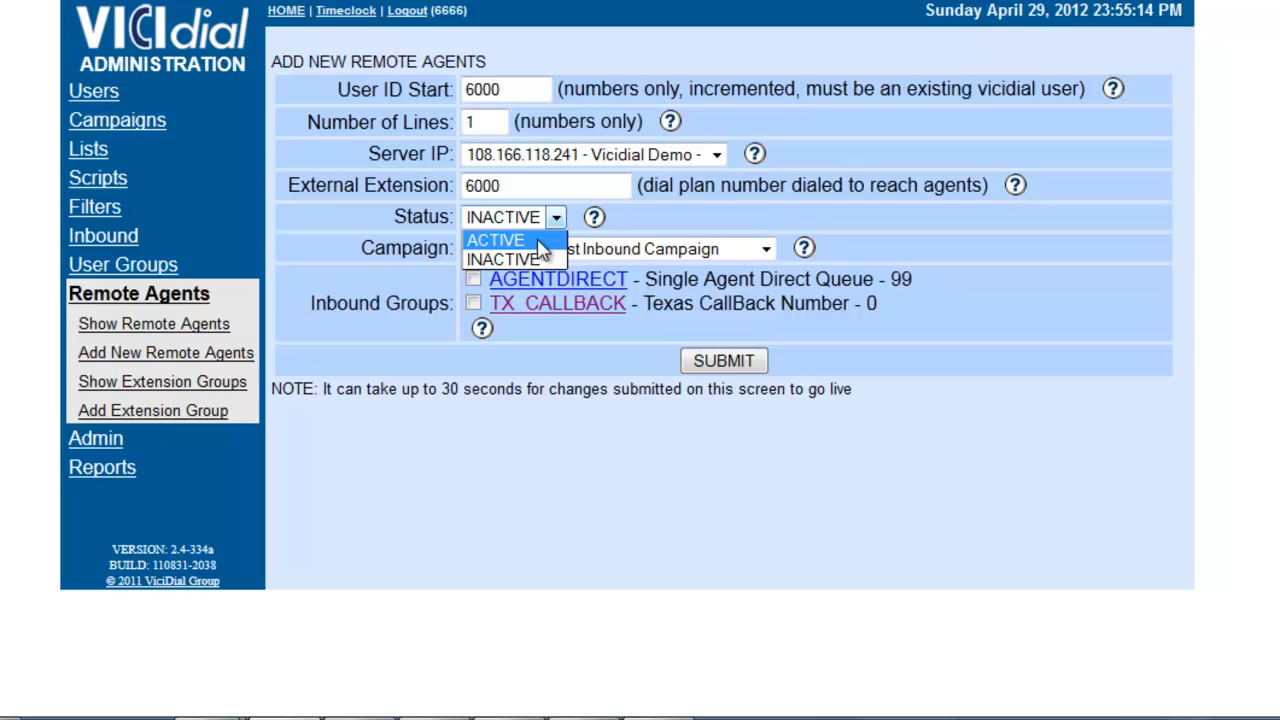 VICIdial
ADMINISTRATION
HOME | Timeclock | Logout (6666)
Sunday April 29, 2012 23:55:14 PM
Users
Campaigns
Lists
Scripts
Filters
Inbound
User Groups
Remote Agents
Show Remote Agents
Add New Remote Agents
Show Extension Groups
Add Extension Group
Admin
Reports
VERSION: 2.4-334a
BUILD: 110831-2038
© 2011 ViciDial Group
ADD NEW REMOTE AGENTS
User ID Start: 6000 (numbers only, incremented, must be an existing vicidial user)
Number of Lines: 1 (numbers only)
Server IP: 108.166.118.241 - Vicidial Demo -
External Extension: 6000 (dial plan number dialed to reach agents)
Status: INACTIVE
ACTIVE
INACTIVE
Campaign: Inbound Campaign
Inbound Groups:
AGENTDIRECT - Single Agent Direct Queue - 99
TX_CALLBACK - Texas CallBack Number - 0
SUBMIT
NOTE: It can take up to 30 seconds for changes submitted on this screen to go live